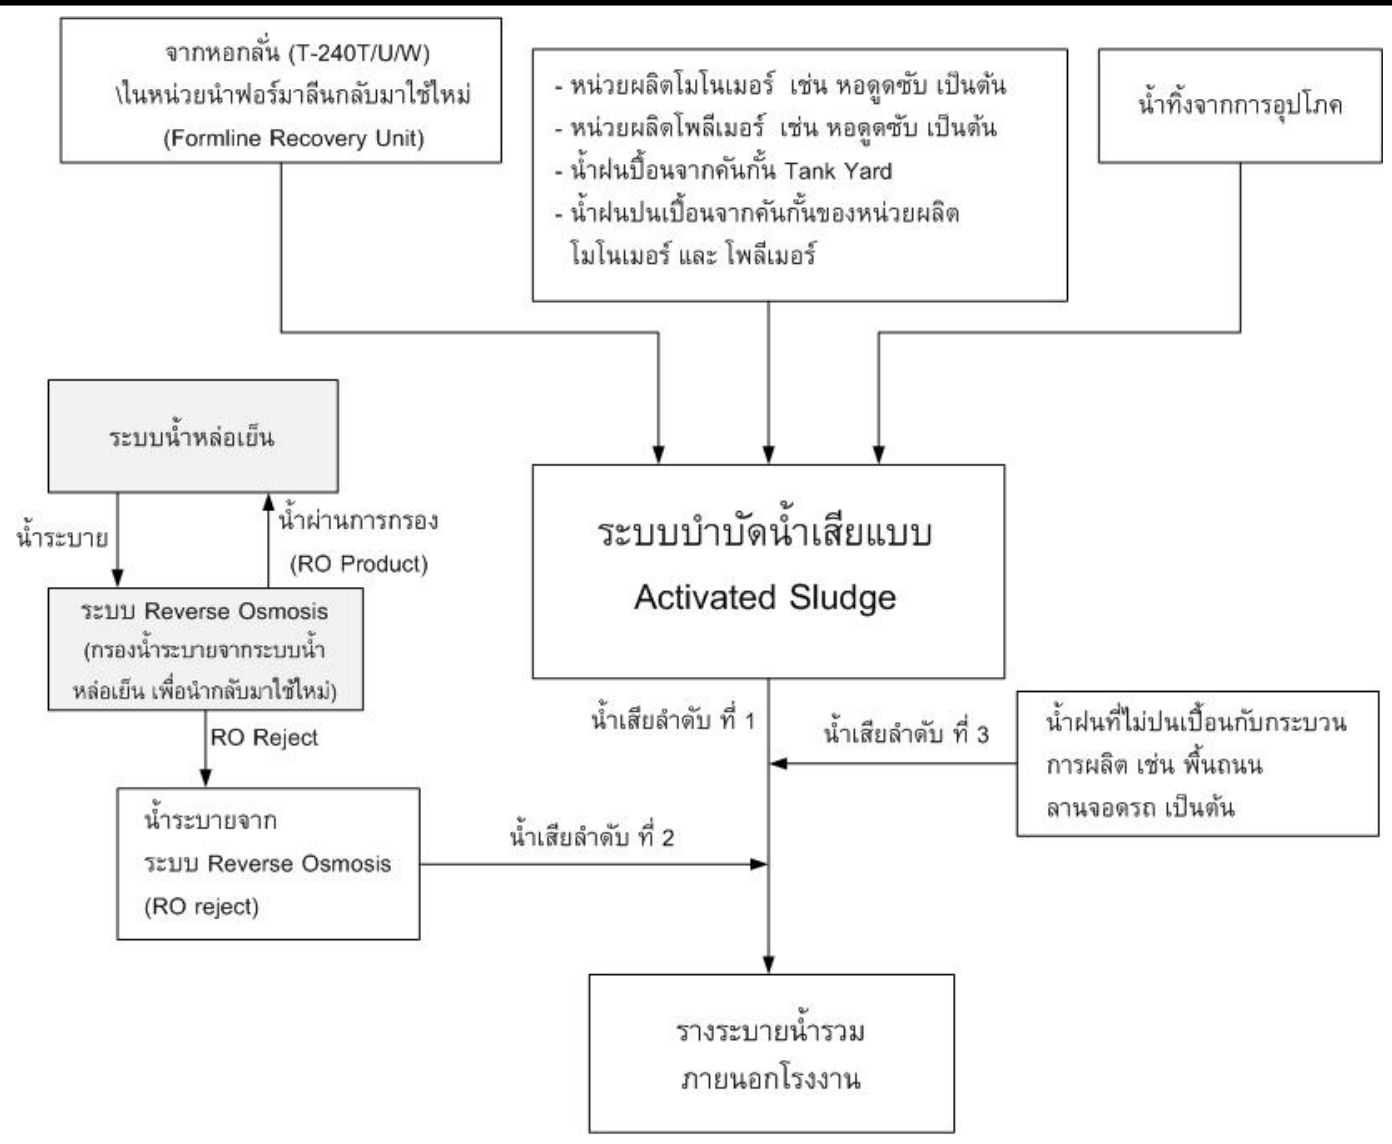 จากหอกลั่น (T-240T/U/W)
\ในหน่วยนำฟอร์มาลีนกลับมาใช้ใหม่
(Formline Recovery Unit)
- หน่วยผลิตโมโนเมอร์ เช่น หอดูดซับ เป็นต้น
- หน่วยผลิตโพลีเมอร์ เช่น หอดูดซับ เป็นต้น
- น้ำฝนปื้อนจากคันกั้น Tank Yard
- น้ำฝนปนเปื้อนจากคันกั้นของหน่วยผลิต
โมโนเมอร์ และ โพลีเมอร์
น้ำทิ้งจากการอุปโภค
ระบบน้ำหล่อเย็น
น้ำระบาย
น้ำผ่านการกรอง
(RO Product)
ระบบ Reverse Osmosis
(กรองน้ำระบายจากระบบน้ำ
หล่อเย็น เพื่อนำกลับมาใช้ใหม่)
RO Reject
น้ำระบายจาก
ระบบ Reverse Osmosis
(RO reject)
ระบบบำบัดน้ำเสียแบบ
Activated Sludge
น้ำเสียลำดับ ที่ 1
น้ำเสียลำดับ ที่ 3
น้ำฝนที่ไม่ปนเปื้อนกับกระบวน
การผลิต เช่น พื้นถนน
ลานจอดรถ เป็นต้น
น้ำเสียลำดับ ที่ 2
รางระบายน้ำรวม
ภายนอกโรงงาน